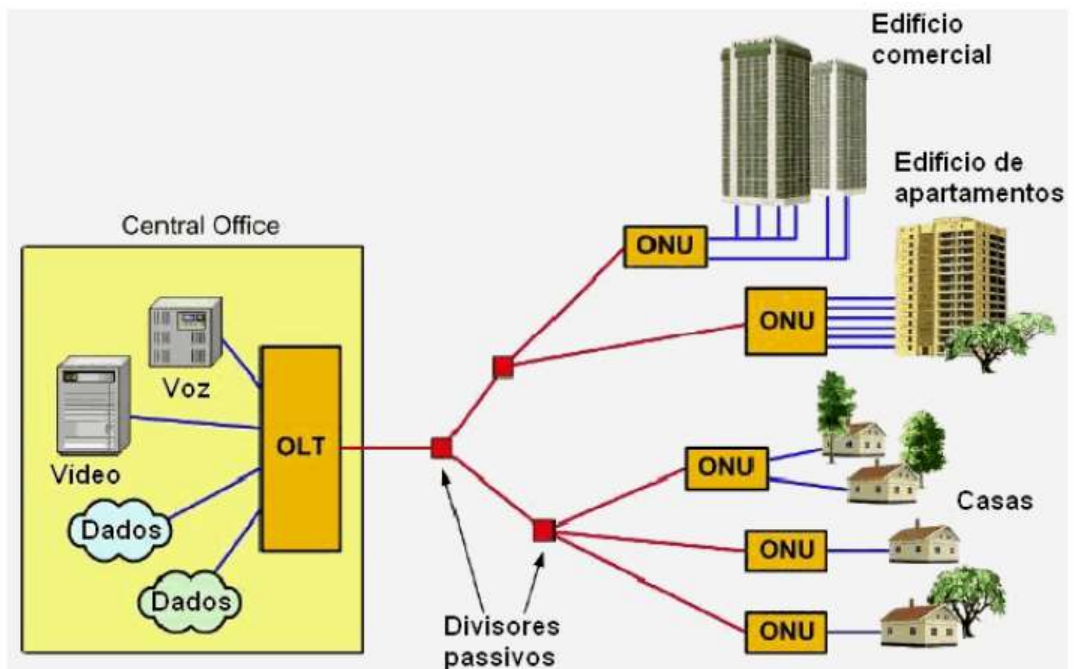 Edifício
comercial
Edifício de
apartamentos
Central Office
ONU
ONU
Voz
OLT
Vídeo
ONU
Casas
Dados
ONU
Dados
Divisores
passivos
ONU